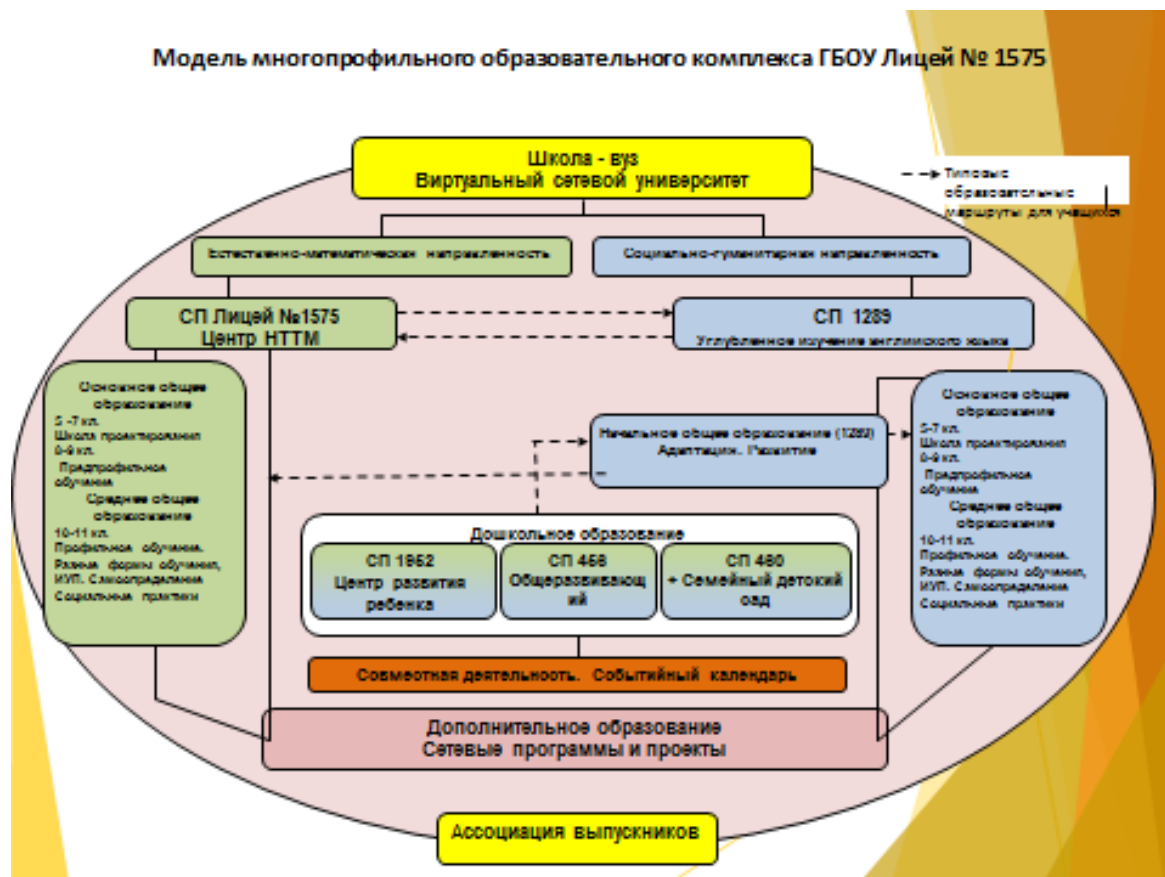 Модель многопрофильного образовательного комплекса ГБОУ Лицей № 1575
Школа - вуз
Виртуальный сетевой университет
Типовые
образовательные
маршруты для учащихся
Естественно-математическая направленность
Социально-гуманитарная направленность
СП Лицей №1575
Центр НТТМ
СП 1289
Углубленное изучение английского языка
Основное общее
образование
5 -7 кл.
Школа проектирования
8-9 кл.
Предпрофильное
обучение
Среднее общее
образование
10-11 кл.
Профильное обучение.
Разные формы обучения,
ИУП. Самоопределение
Социальные практики
Начальное общее образование (1289)
Адаптация. Развитие
Основное общее
образование
5-7 кл.
Школа проектирования
8-9 кл.
Предпрофильное
обучение
Среднее общее
образование
10-11 кл.
Профильное обучение.
Разные формы обучения,
ИУП. Самоопределение
Социальные практики
Дошкольное образование
СП 1952
Центр развития
ребенка
СП
Общеразвивающ
ий
СП
+ Семейный детский
сад
Совместная деятельность. Событийный календарь
Дополнительное образование
Сетевые программы и проекты
Ассоциация выпускников